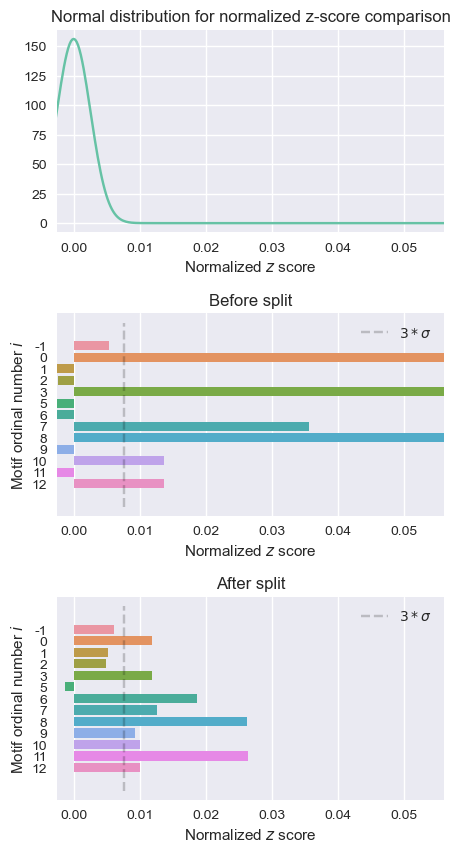 Normal distribution for normalized z-score comparison
150
125
100
75
50
25
0
0.00 0.01 0.02 0.03 0.04 0.05
Normalized z score
Before split
Motif ordinal number i
-1
0
1
2
3
5
6
7
8
9
10
11
12
3 * σ
0.00 0.01 0.02 0.03 0.04 0.05
Normalized z score
After split
Motif ordinal number i
-1
0
1
2
3
5
6
7
8
9
10
11
12
3 * σ
0.00 0.01 0.02 0.03 0.04 0.05
Normalized z score